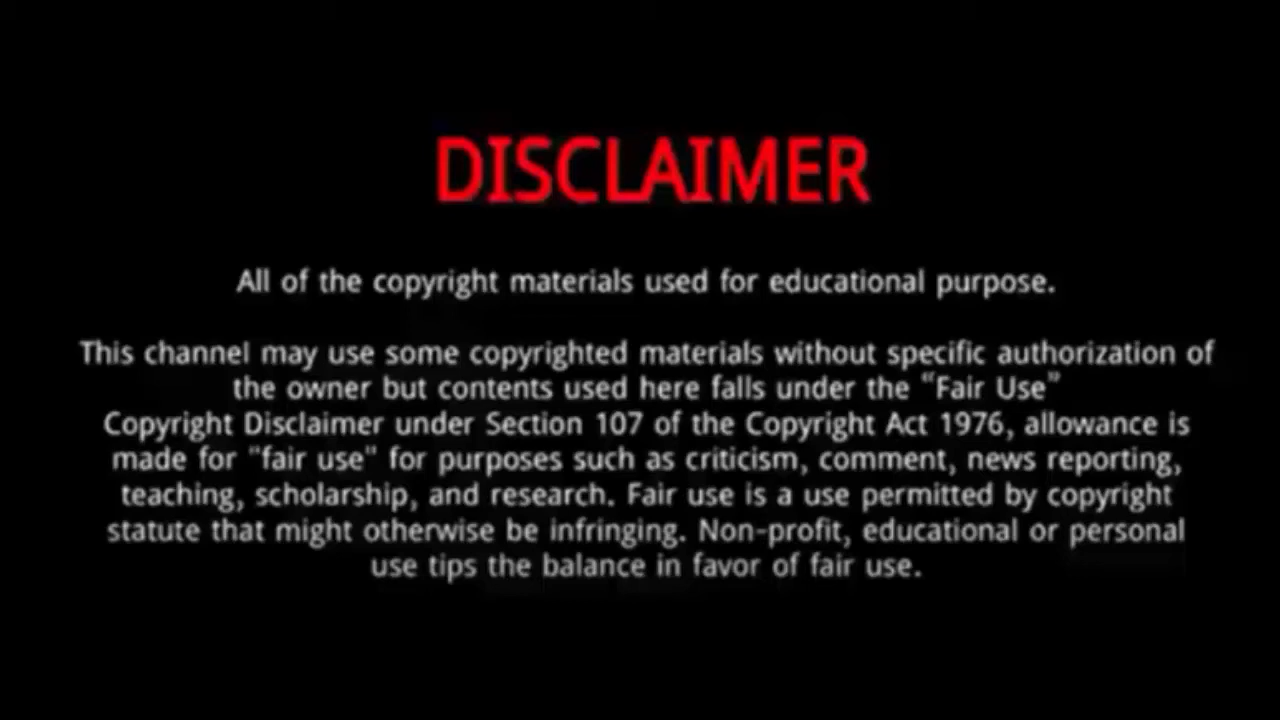 DISCLAIMER
All of the copyright materials used for educational purpose.
This channel may use some copyrighted materials without specific authorization of
the owner but contents used here falls under the “Fair Use”
Copyright Disclaimer under Section 107 of the Copyright Act 1976, allowance is
made for "fair use" for purposes such as criticism, comment, news reporting,
teaching, scholarship, and research. Fair use is a use permitted by copyright
statute that might otherwise be infringing. Non-profit, educational or personal
use tips the balance in favor of fair use.